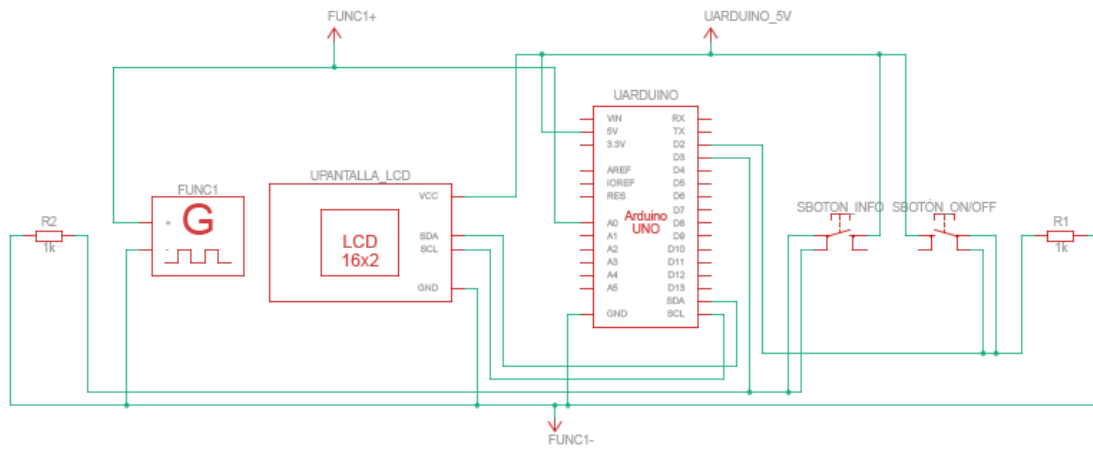 FUNC1+
UARDUINO_5V
UARDUINO
VIN
5V
3.3V
AREF
IOREF
RES
A0
A1
A2
A3
A4
A5
GND
RX
TX
D2
D3
D4
D5
D6
D7
D8
D9
D10
D11
D12
D13
SDA
SCL
Arduino
UNO
UPANTALLA_LCD
VCC
SDA
SCL
GND
LCD
16x2
FUNC1
G
+
-
R2
1k
SBOTON_INFO
SBOTÓN_ON/OFF
R1
1k
FUNC1-